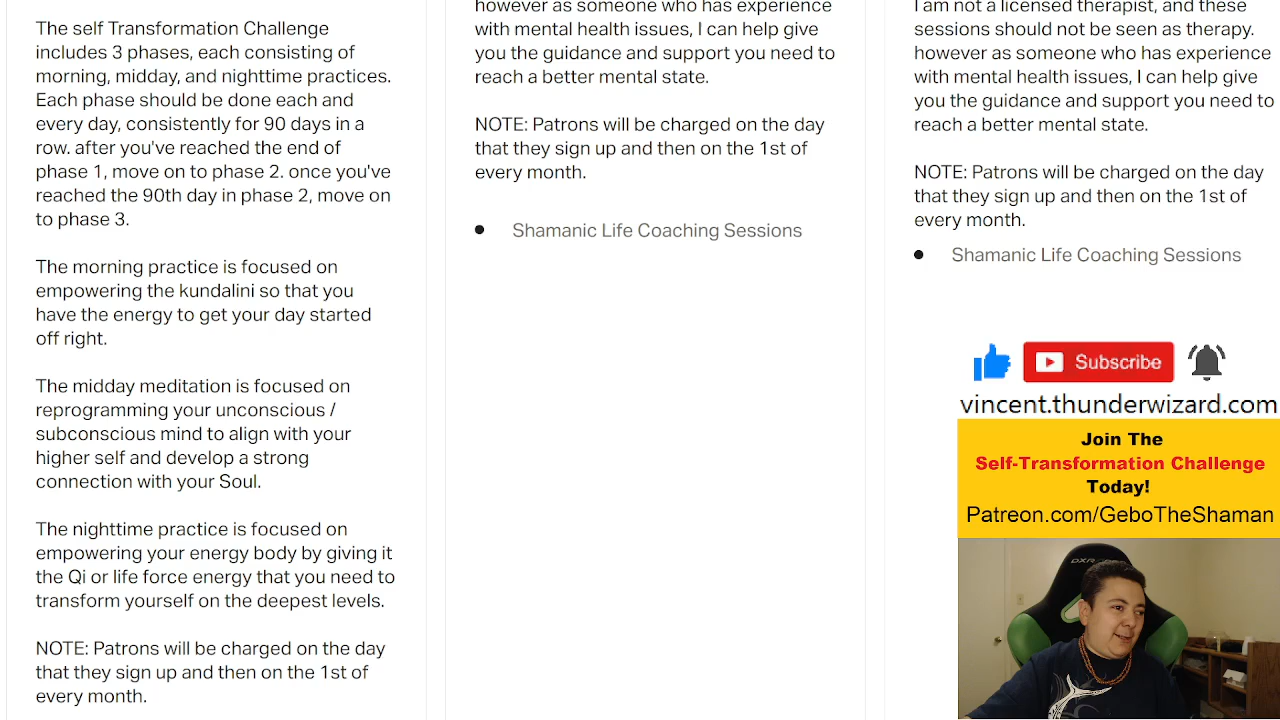 The self Transformation Challenge
includes 3 phases, each consisting of
morning, midday, and nighttime practices.
Each phase should be done each and
every day, consistently for 90 days in a
row. after you've reached the end of
phase 1, move on to phase 2. once you've
reached the 90th day in phase 2, move on
to phase 3.
The morning practice is focused on
empowering the kundalini so that you
have the energy to get your day started
off right.
The midday meditation is focused on
reprogramming your unconscious /
subconscious mind to align with your
higher self and develop a strong
connection with your Soul.
The nighttime practice is focused on
empowering your energy body by giving it
the Qi or life force energy that you need to
transform yourself on the deepest levels.
NOTE: Patrons will be charged on the day
that they sign up and then on the 1st of
every month.
however as someone who has experience
with mental health issues, I can help give
you the guidance and support you need to
reach a better mental state.
NOTE: Patrons will be charged on the day
that they sign up and then on the 1st of
every month.
Shamanic Life Coaching Sessions
I am not a licensed therapist, and these
sessions should not be seen as therapy.
however as someone who has experience
with mental health issues, I can help give
you the guidance and support you need to
reach a better mental state.
NOTE: Patrons will be charged on the day
that they sign up and then on the 1st of
every month.
Shamanic Life Coaching Sessions
Subscribe
vincent.thunderwizard.com
Join The
Self-Transformation Challenge
Today!
Patreon.com/GeboTheShaman